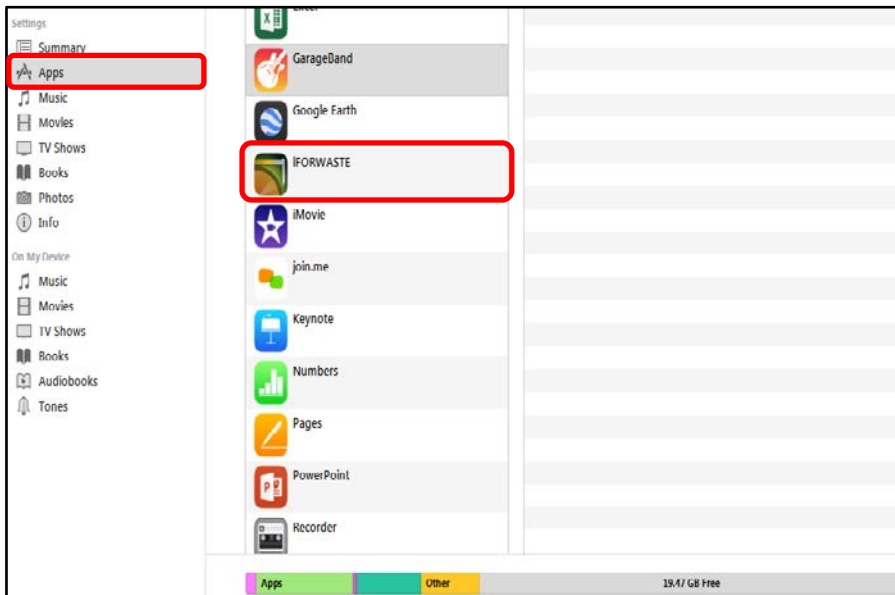 Settings
Summary
Apps
Music
Movies
TV Shows
Books
Photos
Info
On My Device
Music
Movies
TV Shows
Books
Audiobooks
Tones
Excel
GarageBand
Google Earth
iFORWASTE
iMovie
join.me
Keynote
Numbers
Pages
PowerPoint
Recorder
Apps
Other
19.47 GB Free